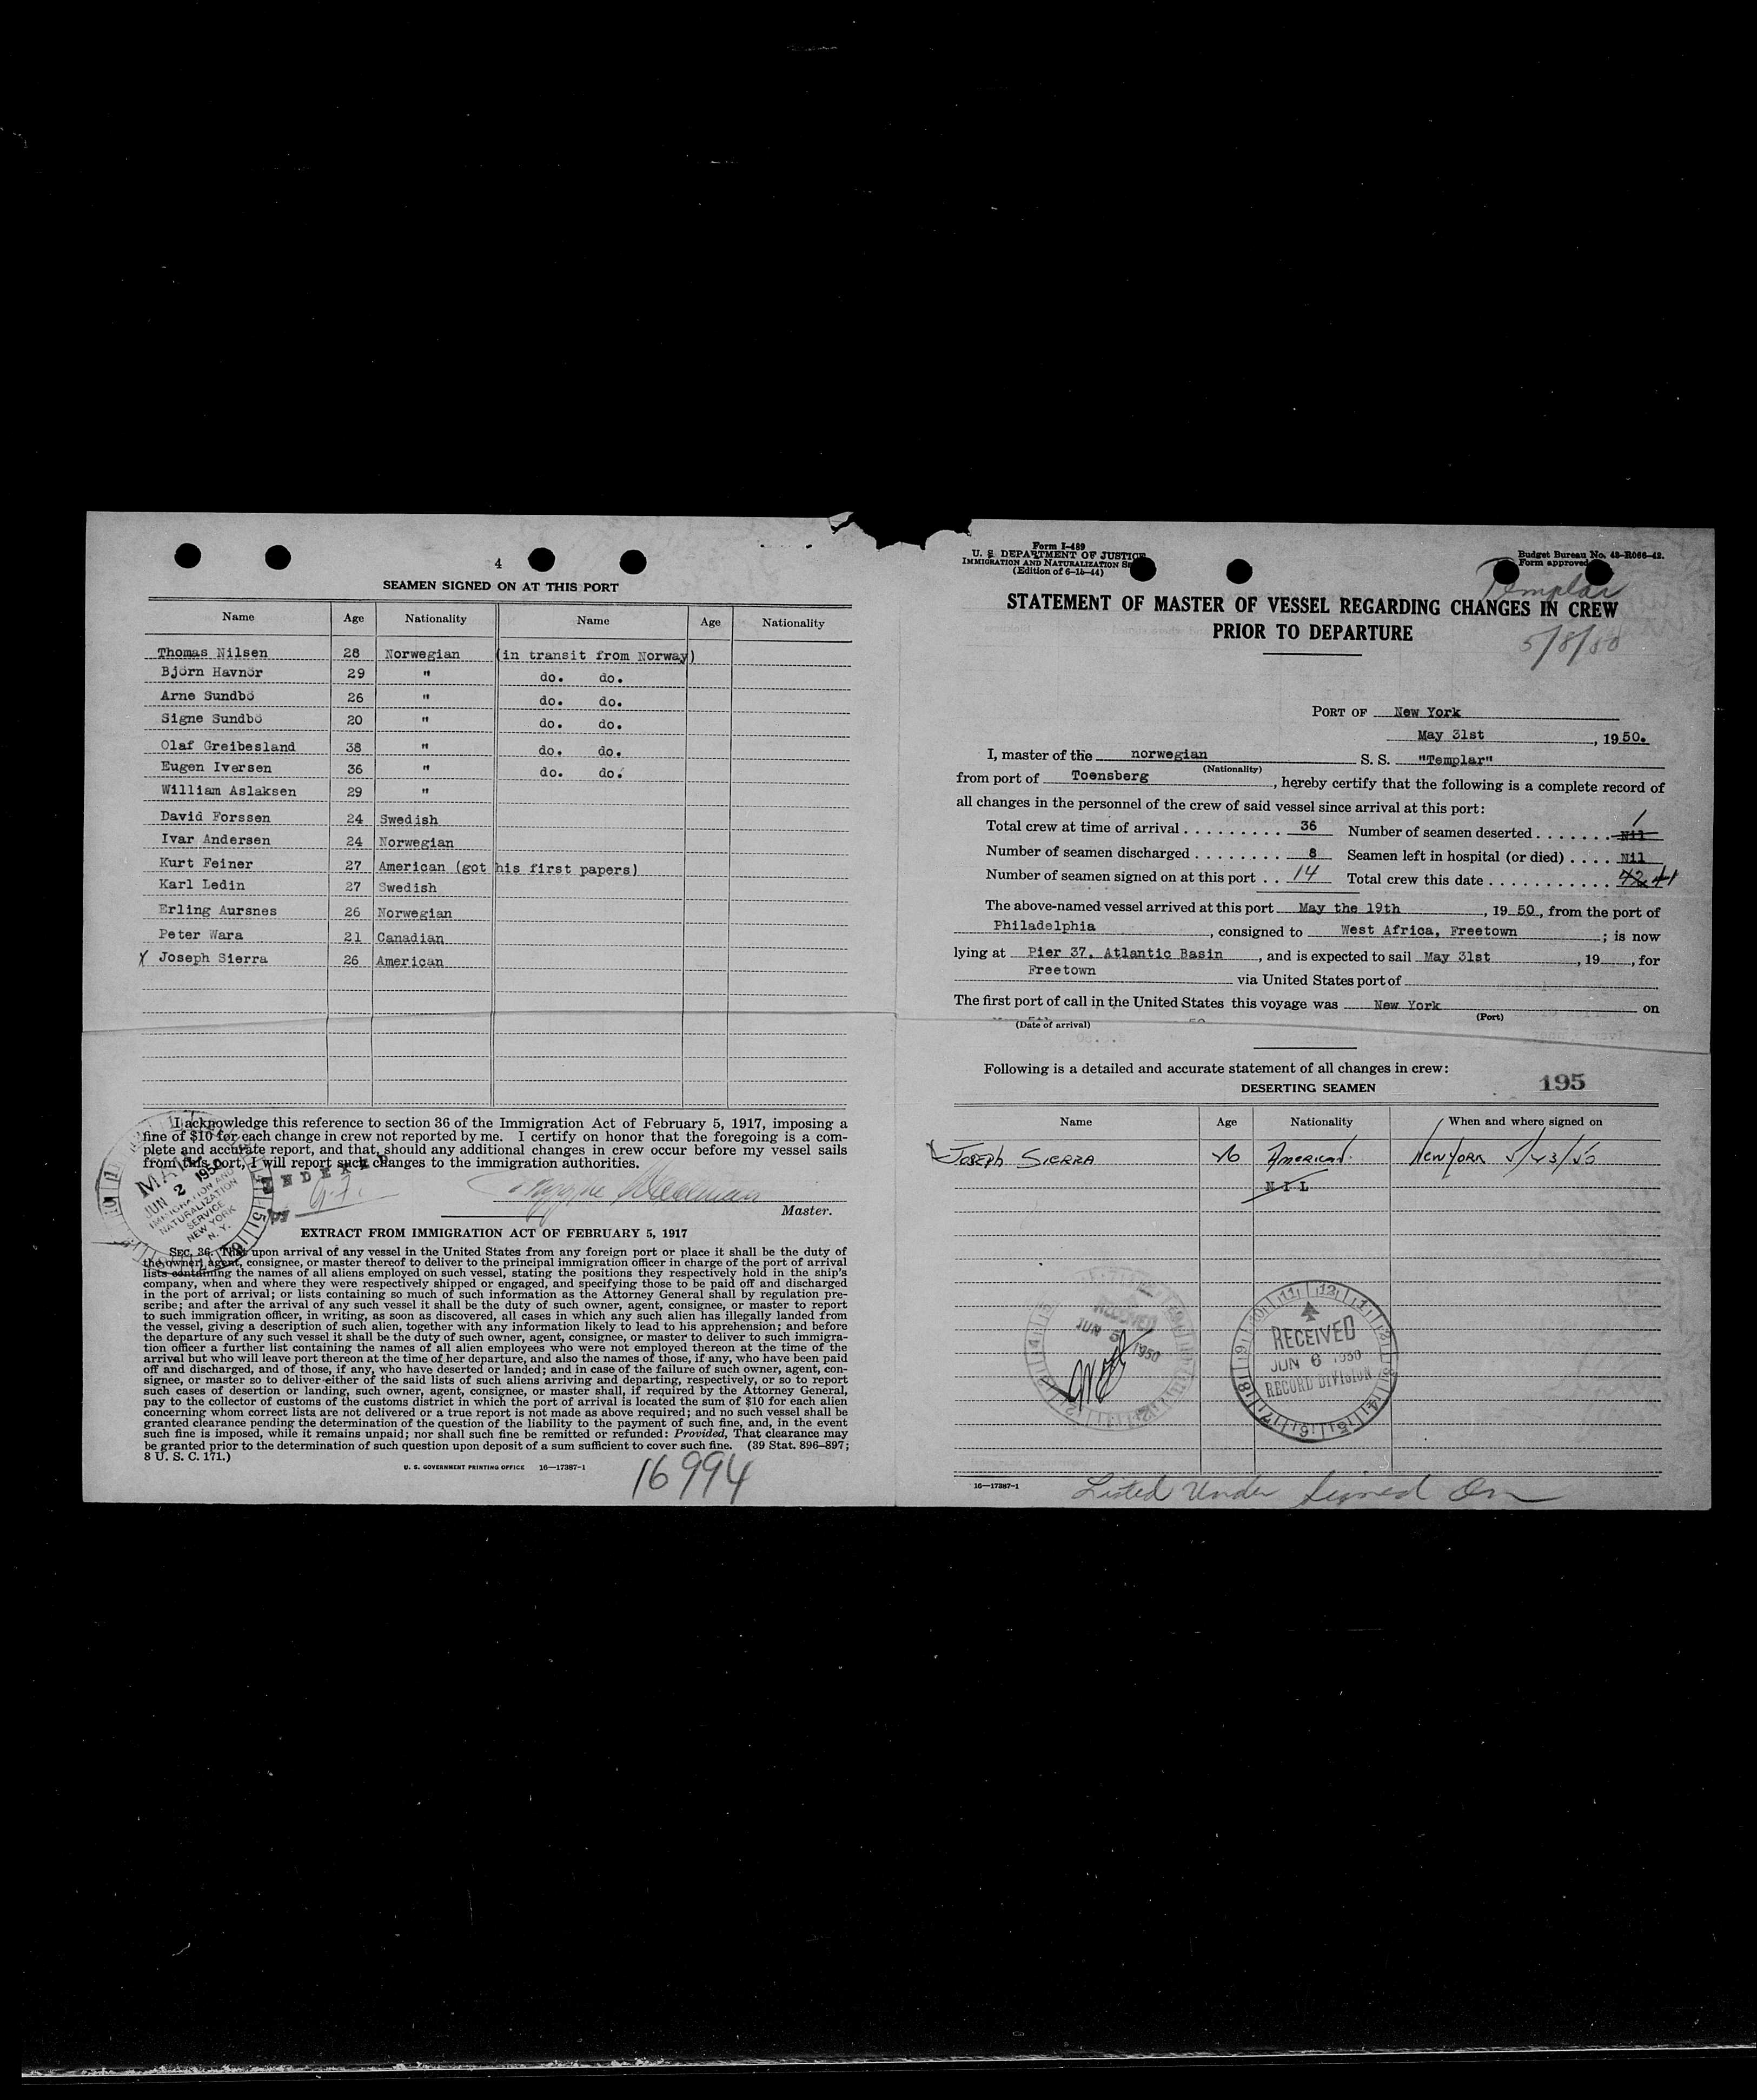 4
SEAMEN SIGNED ON AT THIS PORT
Name Age Nationality Name Age Nationality
Thomas Nilsen 28 Norwegian (in transit from Norway)
Björn Havnör 29 " do. do.
Arne Sundbö 26 " do. do.
Signe Sundbö 20 " do. do.
Olaf Greibesland 38 " do. do.
Eugen Iversen 36 " do. do.
William Aslaksen 29 "
David Forssen 24 Swedish
Ivar Andersen 24 Norwegian
Kurt Feiner 27 American (got his first papers)
Karl Ledin 27 Swedish
Erling Aursnes 26 Norwegian
Peter Wara 21 Canadian
X Joseph Sierra 26 American
I acknowledge this reference to section 36 of the Immigration Act of February 5, 1917, imposing a
fine of $10 for each change in crew not reported by me. I certify on honor that the foregoing is a com-
plete and accurate report, and that, should any additional changes in crew occur before my vessel sails
from this port, I will report such changes to the immigration authorities.
INDEXED
JUN 2 1950
IMMIGRATION AND
NATURALIZATION
SERVICE
NEW YORK
N. Y.
Master.
EXTRACT FROM IMMIGRATION ACT OF FEBRUARY 5, 1917
SEC. 36. That upon arrival of any vessel in the United States from any foreign port or place it shall be the duty of
the owner, agent, consignee, or master thereof to deliver to the principal immigration officer in charge of the port of arrival
lists containing the names of all aliens employed on such vessel, stating the positions they respectively hold in the ship's
company, when and where they were respectively shipped or engaged, and specifying those to be paid off and discharged
in the port of arrival; or lists containing so much of such information as the Attorney General shall by regulation pre-
scribe; and after the arrival of any such vessel it shall be the duty of such owner, agent, consignee, or master to report
to such immigration officer, in writing, as soon as discovered, all cases in which any such alien has illegally landed from
the vessel, giving a description of such alien, together with any information likely to lead to his apprehension; and before
the departure of any such vessel it shall be the duty of such owner, agent, consignee, or master to deliver to such immigra-
tion officer a further list containing the names of all alien employees who were not employed thereon at the time of the
arrival but who will leave port thereon at the time of her departure, and also the names of those, if any, who have been paid
off and discharged, and of those, if any, who have deserted or landed; and in case of the failure of such owner, agent, con-
signee, or master so to deliver either of the said lists of such aliens arriving and departing, respectively, or so to report
such cases of desertion or landing, such owner, agent, consignee, or master shall, if required by the Attorney General,
pay to the collector of customs of the customs district in which the port of arrival is located the sum of $10 for each alien
concerning whom correct lists are not delivered or a true report is not made as above required; and no such vessel shall be
granted clearance pending the determination of the question of the liability to the payment of such fine, and, in the event
such fine is imposed, while it remains unpaid; nor shall such fine be remitted or refunded: Provided, That clearance may
be granted prior to the determination of such question upon deposit of a sum sufficient to cover such fine. (39 Stat. 896–897;
8 U. S. C. 171.)
U. S. GOVERNMENT PRINTING OFFICE 16—17387-1
16994
Form I-489
U. S. DEPARTMENT OF JUSTICE
IMMIGRATION AND NATURALIZATION
(Edition of 6-15-44)
Budget Bureau No. 43-R066-42.
Form approved
Templar
5/8/50
STATEMENT OF MASTER OF VESSEL REGARDING CHANGES IN CREW
PRIOR TO DEPARTURE
PORT OF New York
May 31st, 1950.
I, master of the norwegian S. S. "Templar"
(Nationality)
from port of Toensberg, hereby certify that the following is a complete record of
all changes in the personnel of the crew of said vessel since arrival at this port:
Total crew at time of arrival 36 Number of seamen deserted Nil 1
Number of seamen discharged 8 Seamen left in hospital (or died) Nil
Number of seamen signed on at this port 14 Total crew this date 42 41
The above-named vessel arrived at this port May the 19th, 1950, from the port of
Philadelphia, consigned to West Africa, Freetown; is now
lying at Pier 37, Atlantic Basin, and is expected to sail May 31st, 19, for
Freetown via United States port of
The first port of call in the United States this voyage was New York on
(Date of arrival) (Port)
Following is a detailed and accurate statement of all changes in crew:
DESERTING SEAMEN
195
Name Age Nationality When and where signed on
X JOSEPH SIERRA 26 American. New York 5/23/50
NIL
RECEIVED
JUN 5 1950
RECEIVED
JUN 6 1950
RECORD DIVISION
16—17387-1
Listed Under Signed On